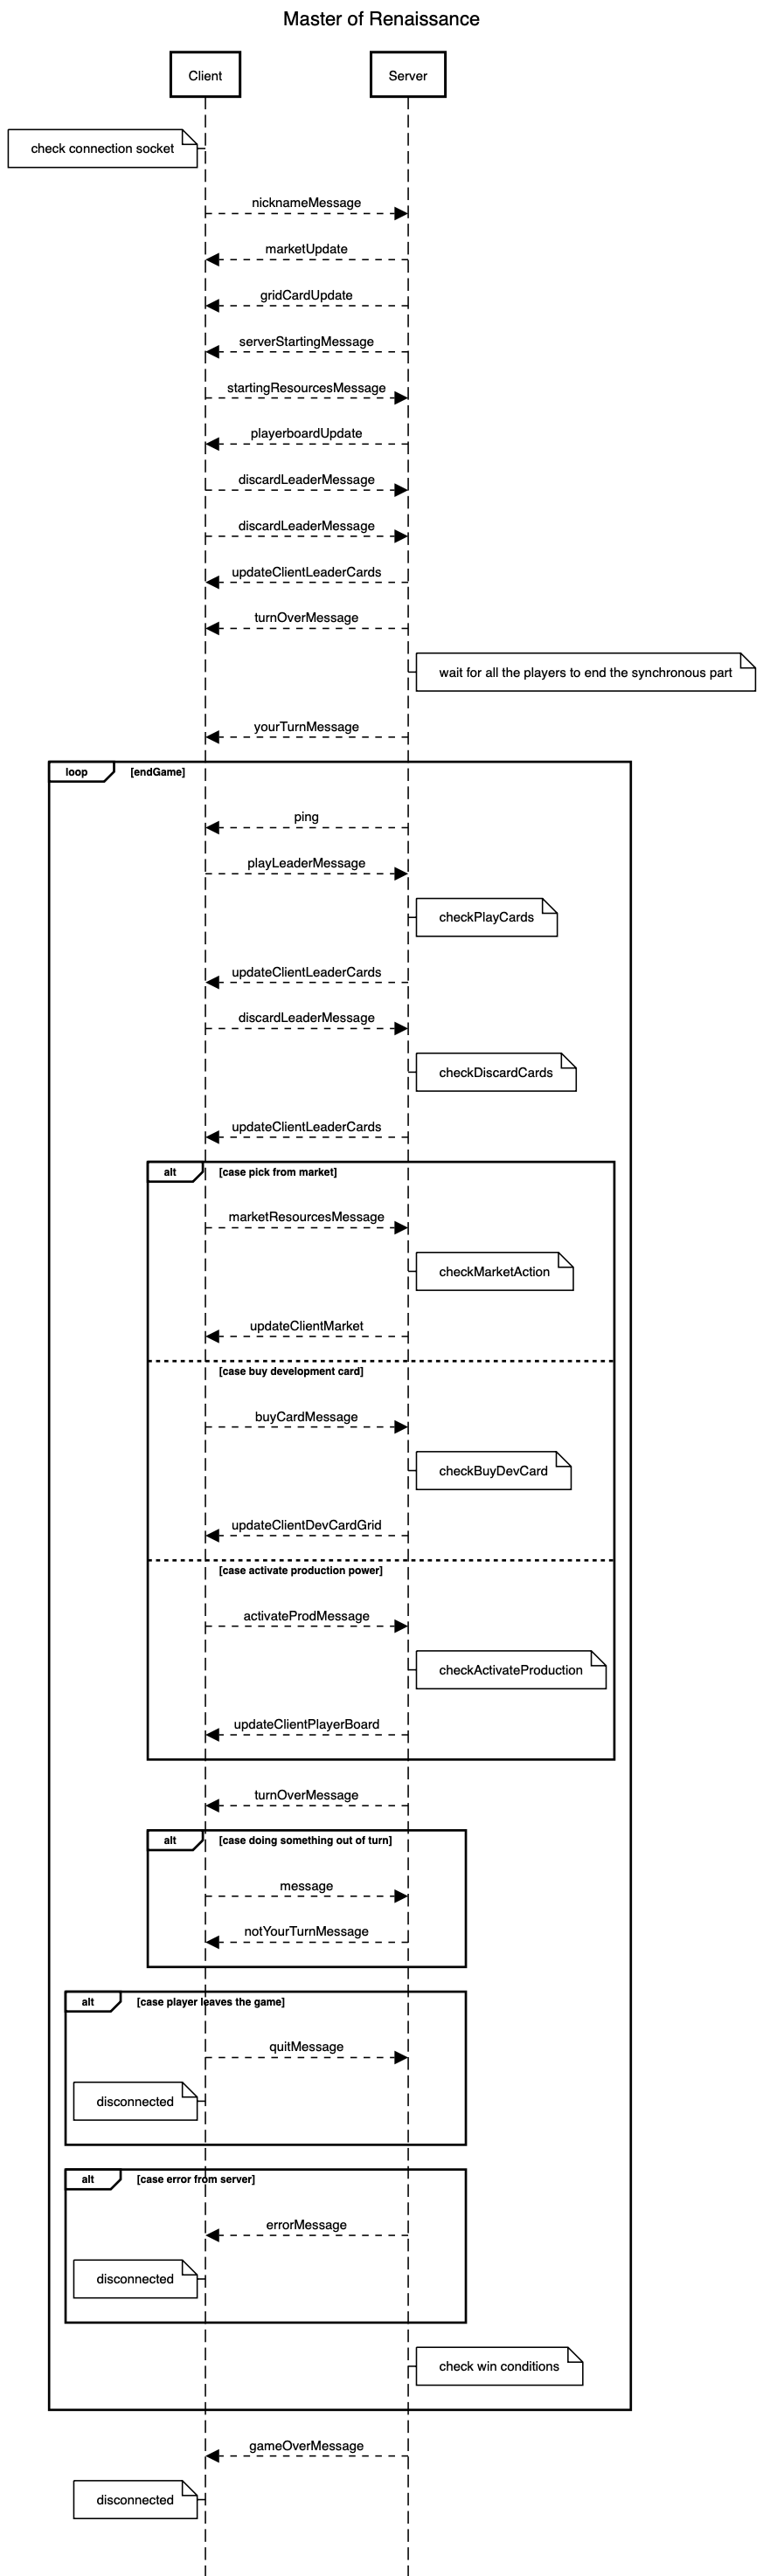 Master of Renaissance
Client
Server
check connection socket
nicknameMessage
marketUpdate
gridCardUpdate
serverStartingMessage
startingResourcesMessage
playerboardUpdate
discardLeaderMessage
discardLeaderMessage
updateClientLeaderCards
turnOverMessage
wait for all the players to end the synchronous part
yourTurnMessage
loop [endGame]
ping
playLeaderMessage
checkPlayCards
updateClientLeaderCards
discardLeaderMessage
checkDiscardCards
updateClientLeaderCards
alt [case pick from market]
marketResourcesMessage
checkMarketAction
updateClientMarket
[case buy development card]
buyCardMessage
checkBuyDevCard
updateClientDevCardGrid
[case activate production power]
activateProdMessage
checkActivateProduction
updateClientPlayerBoard
turnOverMessage
alt [case doing something out of turn]
message
notYourTurnMessage
alt [case player leaves the game]
quitMessage
disconnected
alt [case error from server]
errorMessage
disconnected
check win conditions
gameOverMessage
disconnected